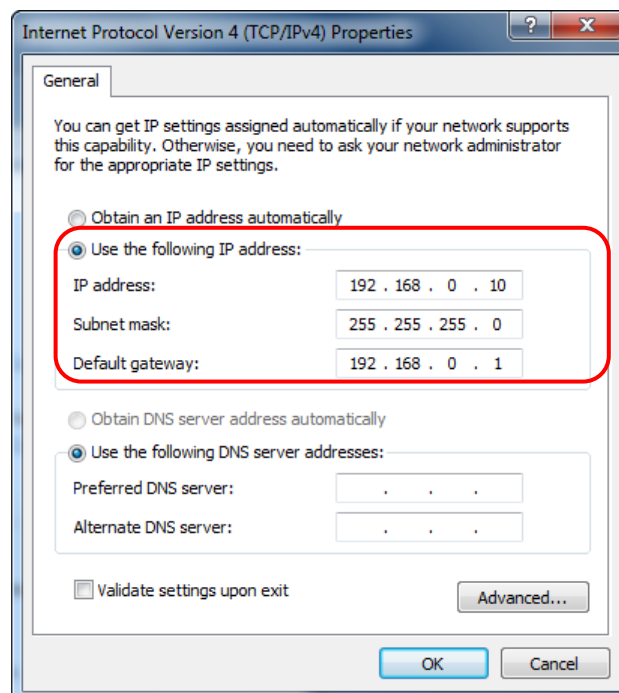 Internet Protocol Version 4 (TCP/IPv4) Properties
General
You can get IP settings assigned automatically if your network supports
this capability. Otherwise, you need to ask your network administrator
for the appropriate IP settings.
Obtain an IP address automatically
Use the following IP address:
IP address: 192 . 168 . 0 . 10
Subnet mask: 255 . 255 . 255 . 0
Default gateway: 192 . 168 . 0 . 1
Obtain DNS server address automatically
Use the following DNS server addresses:
Preferred DNS server: . . .
Alternate DNS server: . . .
Validate settings upon exit
Advanced...
OK Cancel